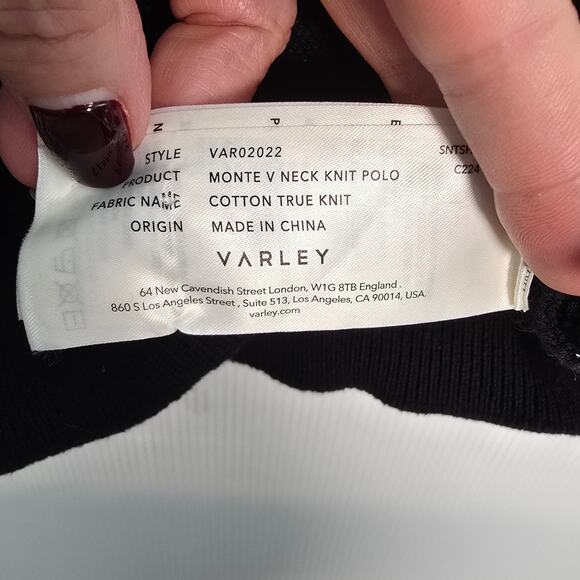 N P E
STYLE VAR02022 SNTSH
PRODUCT MONTE V NECK KNIT POLO C224
FABRIC NAME COTTON TRUE KNIT
ORIGIN MADE IN CHINA
VARLEY
64 New Cavendish Street London, W1G 8TB England.
860 S Los Angeles Street, Suite 513, Los Angeles, CA 90014, USA.
varley.com